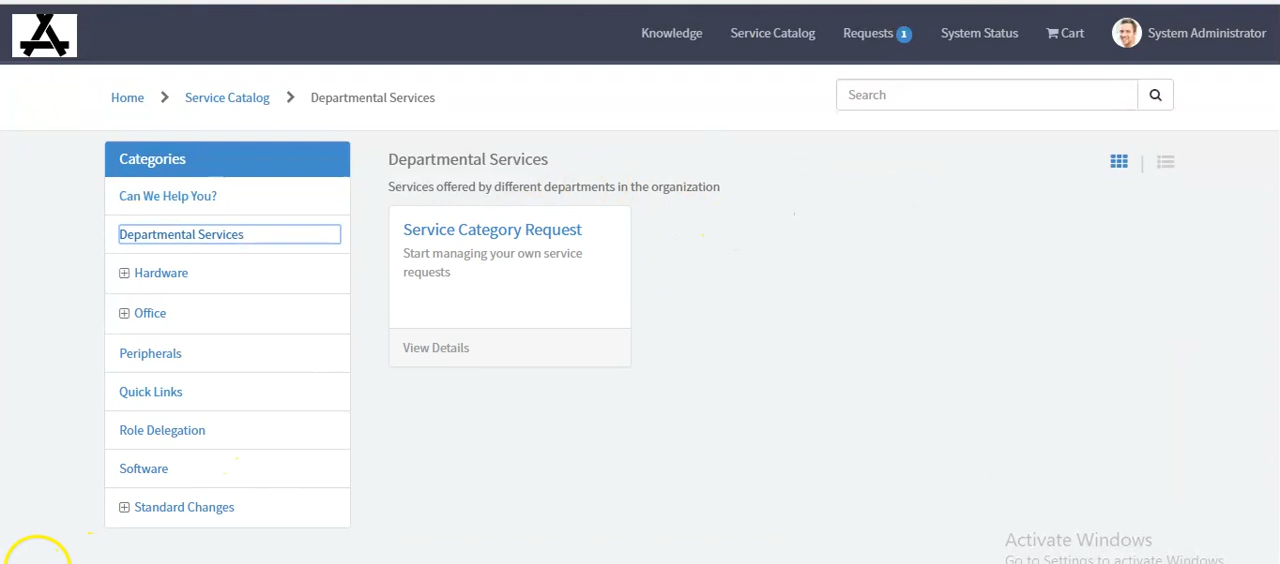 Knowledge Service Catalog Requests 1 System Status Cart System Administrator
Home Service Catalog Departmental Services
Search
Categories
Can We Help You?
Departmental Services
Hardware
Office
Peripherals
Quick Links
Role Delegation
Software
Standard Changes
Departmental Services
Services offered by different departments in the organization
Service Category Request
Start managing your own service
requests
View Details
Activate Windows
Go to Settings to activate Windows.